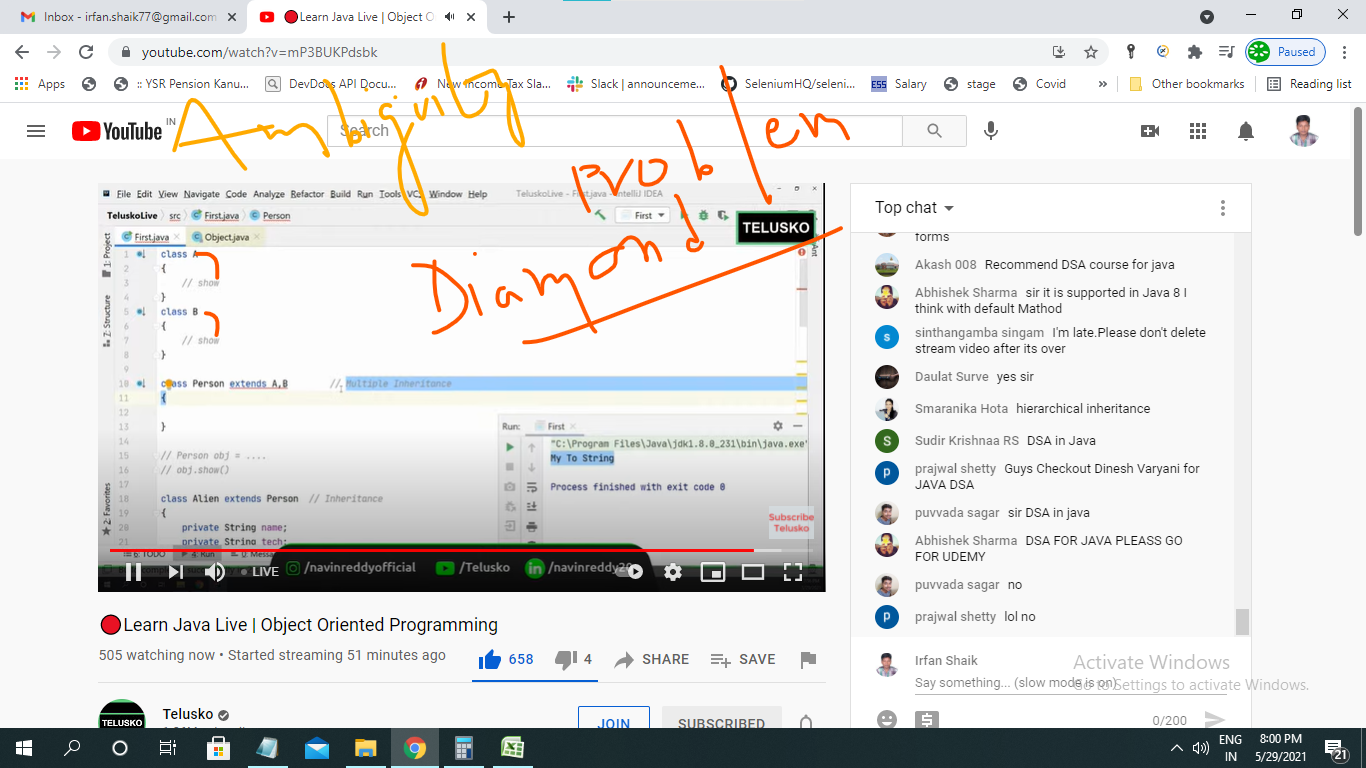 Inbox - irfan.shaik77@gmail.com
Learn Java Live | Object O
youtube.com/watch?v=mP3BUKPdsbk
Paused
Apps
:: YSR Pension Kanu...
DevDocs API Docu...
New Income Tax Sla...
Slack | announceme...
SeleniumHQ/seleni...
ESS Salary
stage
Covid
»
Other bookmarks
Reading list
Ambiguity
YouTube IN
Search
problem
Diamond
File Edit View Navigate Code Analyze Refactor Build Run Tools VCS Window Help
TeluskoLive - First.java - IntelliJ IDEA
TeluskoLive src First.java Person
First
TELUSKO
First.java
Object.java
1: Project
7: Structure
2: Favorites
Ant
1 class A
2 {
3 // show
4 }
5 class B
6 {
7 // show
8 }
9
10 class Person extends A,B // Multiple Inheritance
11 {
12
13 }
14
15 // Person obj = ....
16 // obj.show()
17
18 class Alien extends Person // Inheritance
19 {
20 private String name;
21 private String tech;
Run: First
"C:\Program Files\Java\jdk1.8.0_231\bin\java.exe"
My To String
Process finished with exit code 0
Subscribe
Telusko
6: TODO
4: Run
0: Messa
/navinreddyofficial
/Telusko
/navinreddy20
LIVE
Top chat
forms
Akash 008 Recommend DSA course for java
Abhishek Sharma sir it is supported in Java 8 I
think with default Mathod
sinthangamba singam I'm late.Please don't delete
stream video after its over
Daulat Surve yes sir
Smaranika Hota hierarchical inheritance
S Sudir Krishnaa RS DSA in Java
p prajwal shetty Guys Checkout Dinesh Varyani for
JAVA DSA
puvvada sagar sir DSA in java
Abhishek Sharma DSA FOR JAVA PLEASS GO
FOR UDEMY
puvvada sagar no
p prajwal shetty lol no
Irfan Shaik
Say something... (slow mode is on)
0/200
Activate Windows
Go to Settings to activate Windows.
Learn Java Live | Object Oriented Programming
505 watching now • Started streaming 51 minutes ago
658
4
SHARE
SAVE
TELUSKO
Telusko
JOIN
SUBSCRIBED
ENG
IN
8:00 PM
5/29/2021
21